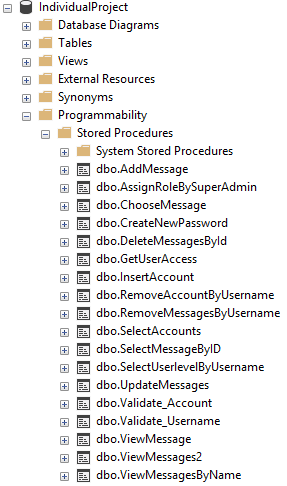 IndividualProject
Database Diagrams
Tables
Views
External Resources
Synonyms
Programmability
Stored Procedures
System Stored Procedures
dbo.AddMessage
dbo.AssignRoleBySuperAdmin
dbo.ChooseMessage
dbo.CreateNewPassword
dbo.DeleteMessagesById
dbo.GetUserAccess
dbo.InsertAccount
dbo.RemoveAccountByUsername
dbo.RemoveMessagesByUsername
dbo.SelectAccounts
dbo.SelectMessageByID
dbo.SelectUserlevelByUsername
dbo.UpdateMessages
dbo.Validate_Account
dbo.Validate_Username
dbo.ViewMessage
dbo.ViewMessages2
dbo.ViewMessagesByName